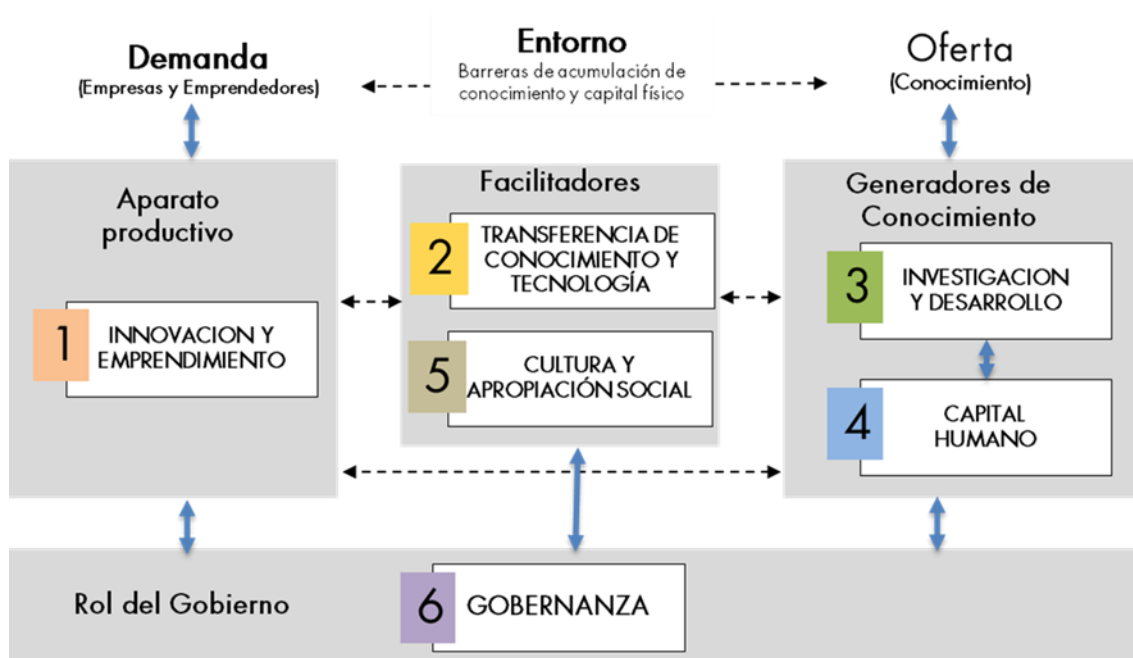 Demanda
(Empresas y Emprendedores)
Entorno
Barreras de acumulación de
conocimiento y capital físico
Oferta
(Conocimiento)
Aparato
productivo
1
INNOVACION Y
EMPRENDIMIENTO
Facilitadores
2
TRANSFERENCIA DE
CONOCIMIENTO Y
TECNOLOGÍA
5
CULTURA Y
APROPIACIÓN SOCIAL
Generadores de
Conocimiento
3
INVESTIGACION
Y DESARROLLO
4
CAPITAL
HUMANO
Rol del Gobierno
6
GOBERNANZA